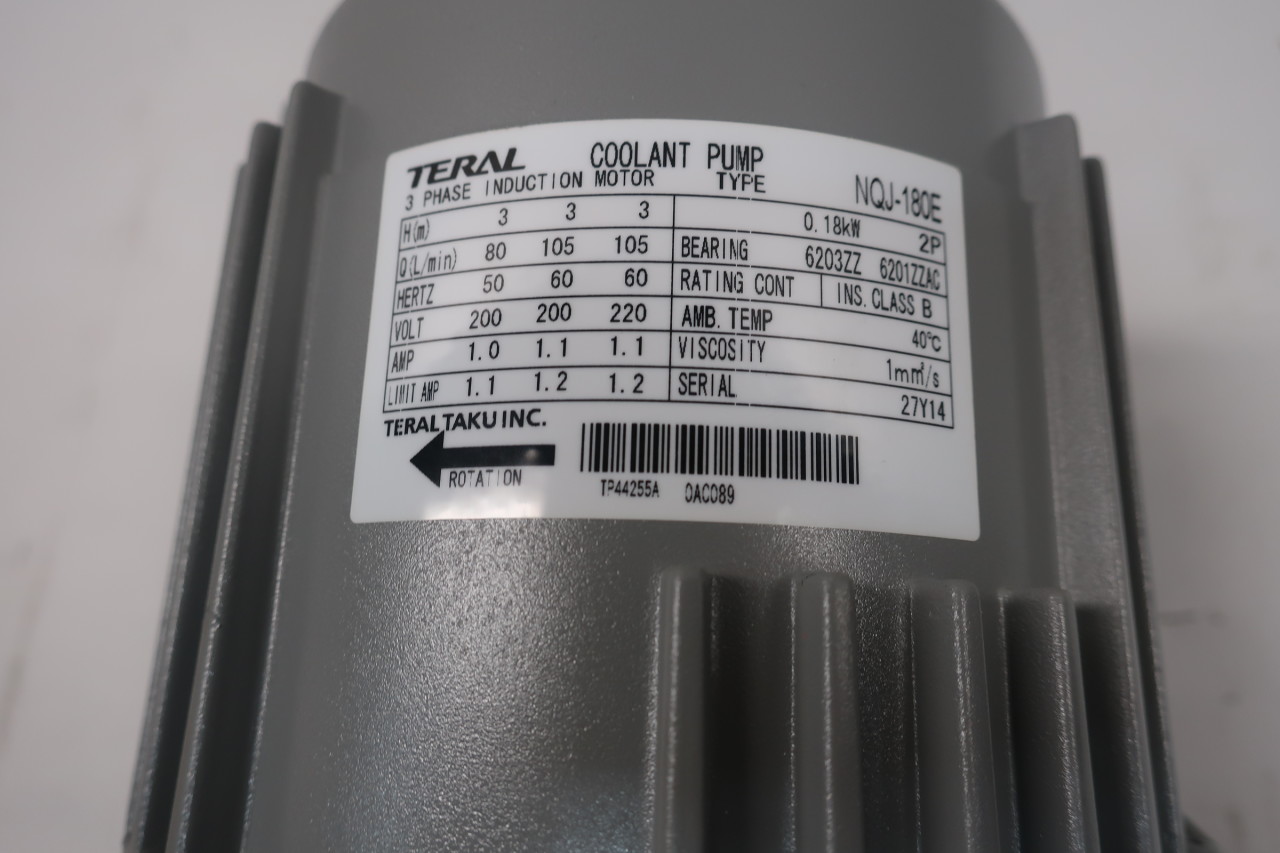 TERAL COOLANT PUMP
3 PHASE INDUCTION MOTOR TYPE NQJ-180E
H(m) 3 3 3 0.18kW 2P
Q(L/min) 80 105 105 BEARING 6203ZZ 6201ZZAC
HERTZ 50 60 60 RATING CONT INS. CLASS B
VOLT 200 200 220 AMB. TEMP 40℃
AMP 1.0 1.1 1.1 VISCOSITY 1mm²/s
LIMIT AMP 1.1 1.2 1.2 SERIAL 27Y14
TERAL TAKU INC.
ROTATION
TP44255A 0AC089